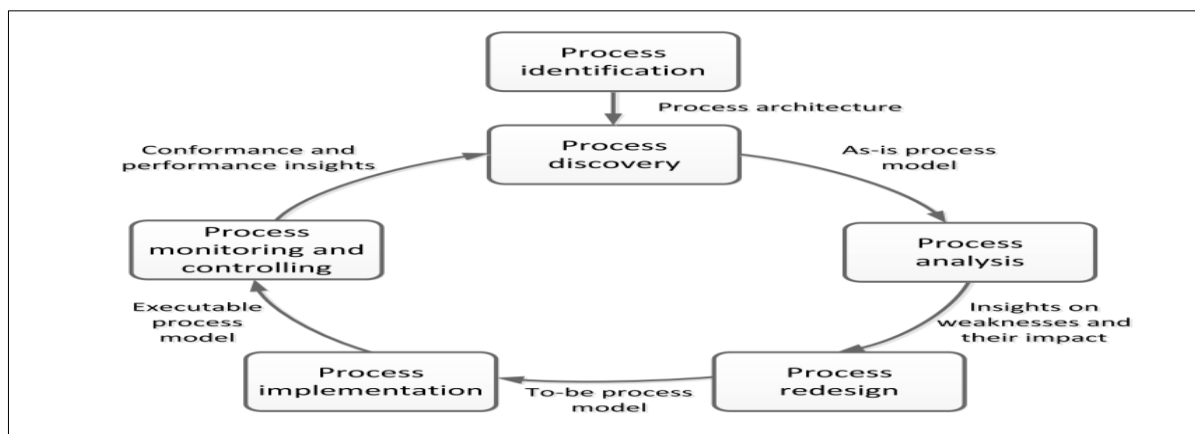 Process
identification
Process architecture
Process
discovery
As-is process
model
Process
analysis
Insights on
weaknesses and
their impact
Process
redesign
To-be process
model
Process
implementation
Executable
process
model
Process
monitoring and
controlling
Conformance and
performance insights